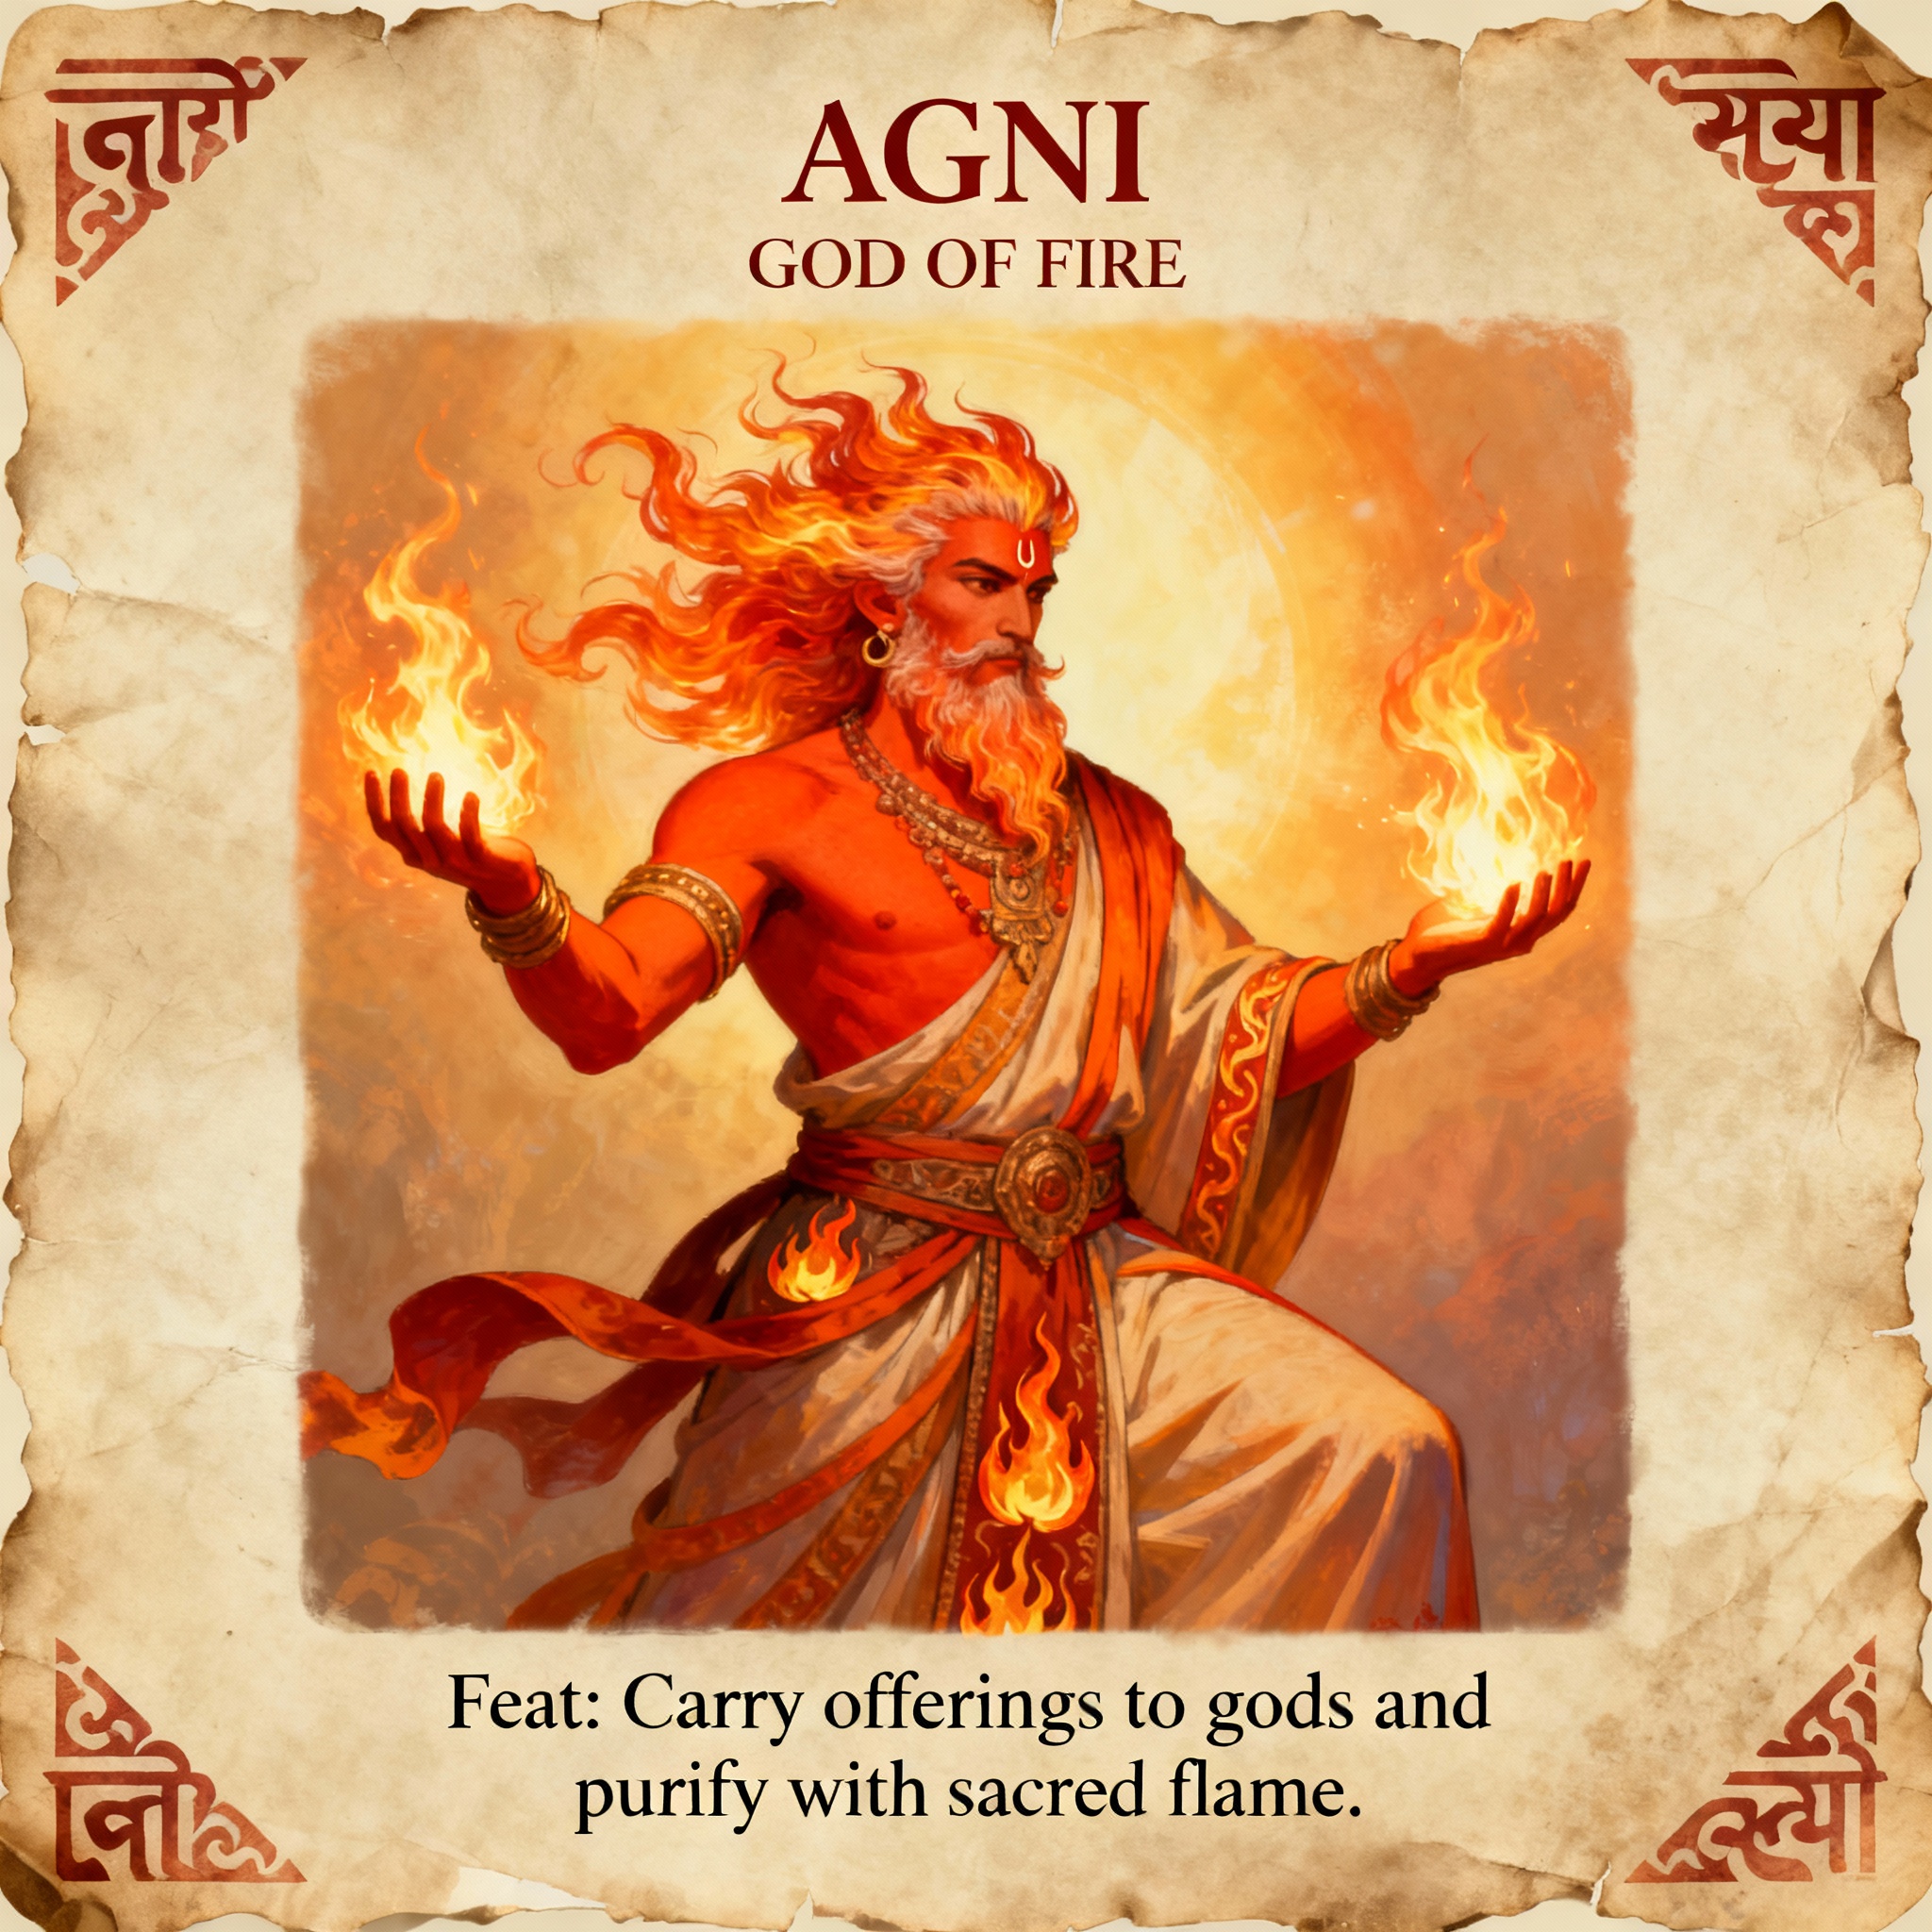 AGNI
GOD OF FIRE
Feat: Carry offerings to gods and
purify with sacred flame.